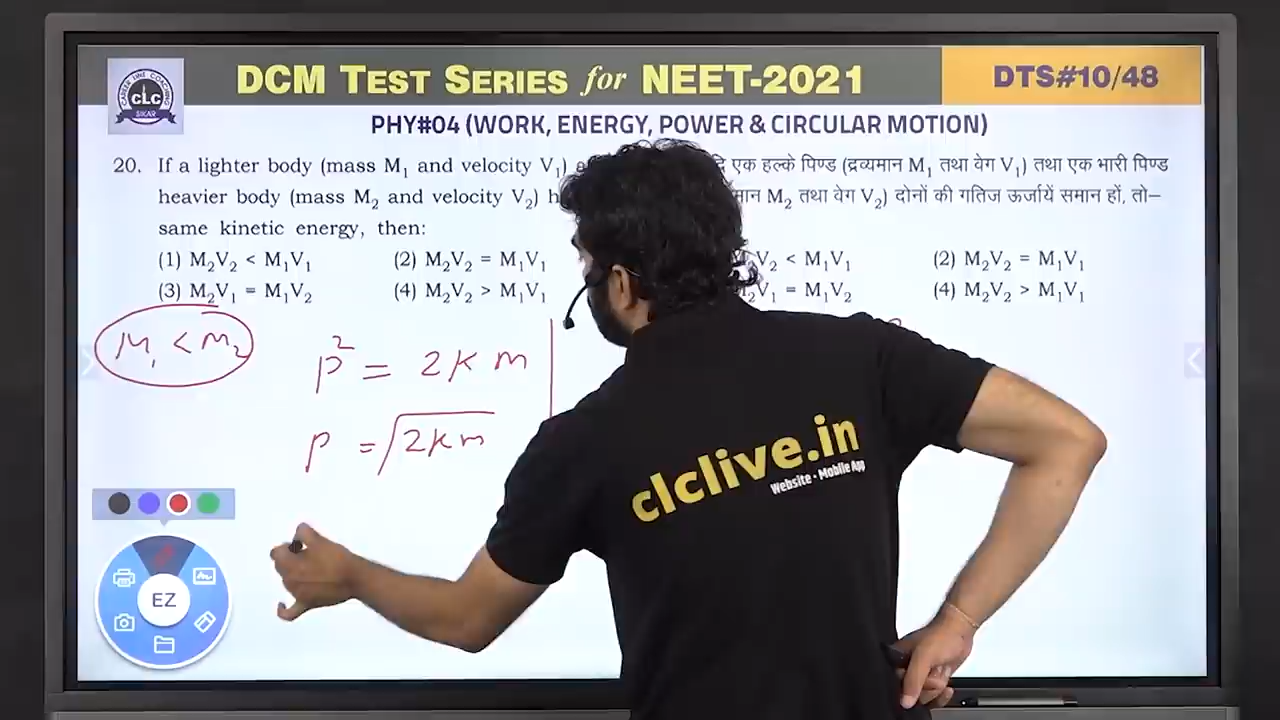 DCM TEST SERIES for NEET-2021
DTS#10/48
CAREER LINE COACHING
CLC
SIKAR
PHY#04 (WORK, ENERGY, POWER & CIRCULAR MOTION)
20. If a lighter body (mass M₁ and velocity V₁)
heavier body (mass M₂ and velocity V₂)
same kinetic energy, then:
(1) M₂V₂ < M₁V₁ (2) M₂V₂ = M₁V₁
(3) M₂V₁ = M₁V₂ (4) M₂V₂ > M₁V₁
एक हल्के पिण्ड (द्रव्यमान M₁ तथा वेग V₁) तथा एक भारी पिण्ड
M₂ तथा वेग V₂) दोनों की गतिज ऊर्जायें समान हों, तो–
V₂ < M₁V₁ (2) M₂V₂ = M₁V₁
V₁ = M₁V₂ (4) M₂V₂ > M₁V₁
M₁ < M₂
P² = 2km
P = √2km
EZ
clclive.in
Website - Mobile App